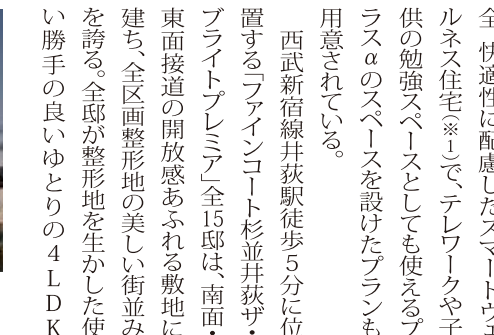 全、快適性に配慮したスマートウェ
ルネス住宅(※1)で、テレワークや子
供の勉強スペースとしても使えるプ
ラスαのスペースを設けたプランも
用意されている。
西武新宿線井荻駅徒歩5分に位
置する「ファインコート杉並井荻ザ・
ブライトプレミア」全15邸は、南面・
東面接道の開放感あふれる敷地に
建ち、全区画整形地の美しい街並み
を誇る。全邸が整形地を生かした使
い勝手の良いゆとりの4LDK